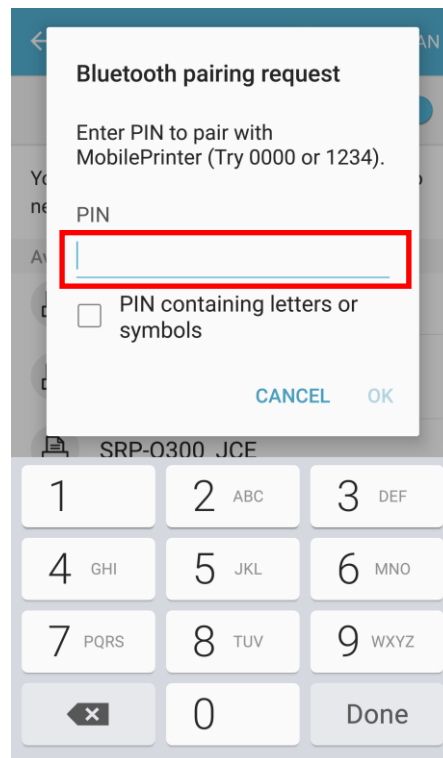 AN
Bluetooth pairing request
Enter PIN to pair with
MobilePrinter (Try 0000 or 1234).
PIN
PIN containing letters or
symbols
CANCEL OK
SRP-Q300_JCE
1 2 ABC 3 DEF
4 GHI 5 JKL 6 MNO
7 PQRS 8 TUV 9 WXYZ
0 Done